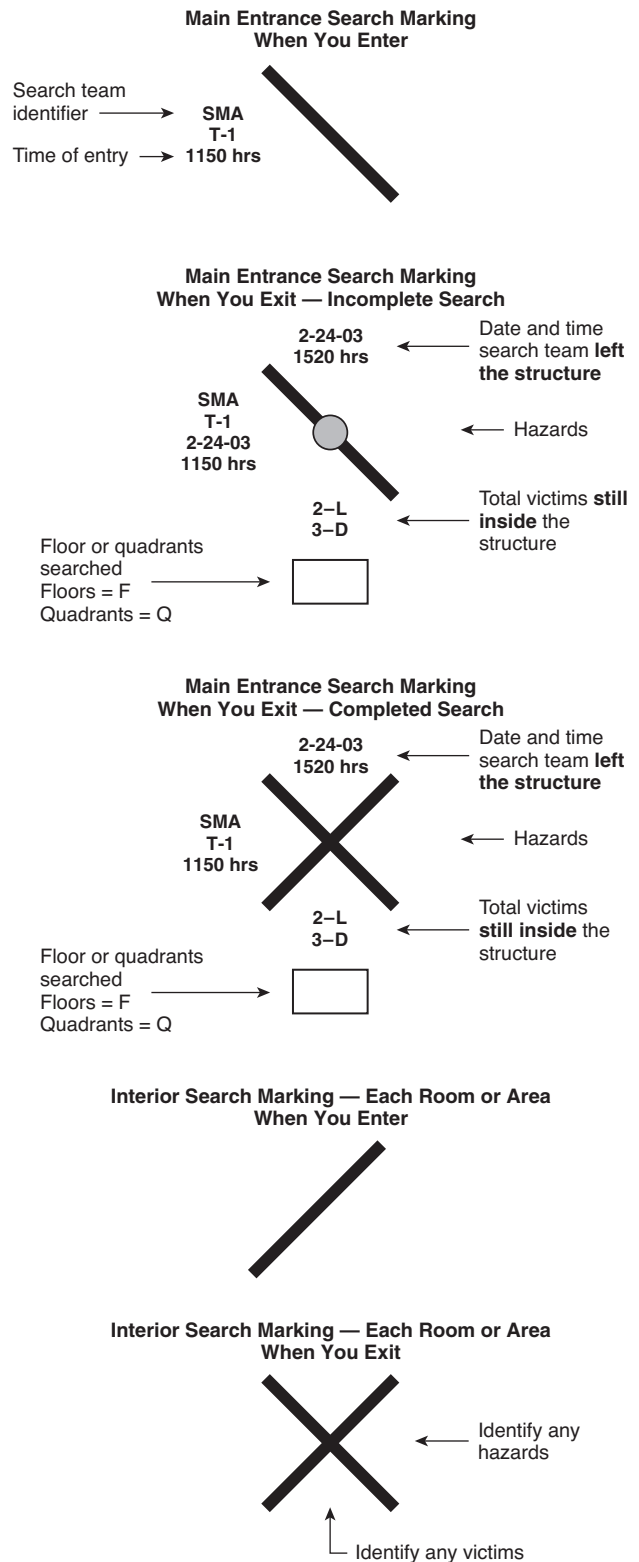 Main Entrance Search Marking
When You Enter
Search team
identifier
SMA
T-1
Time of entry
1150 hrs
Main Entrance Search Marking
When You Exit — Incomplete Search
2-24-03
1520 hrs
Date and time
search team left
the structure
SMA
T-1
2-24-03
1150 hrs
Hazards
2–L
3–D
Total victims still
inside the
structure
Floor or quadrants
searched
Floors = F
Quadrants = Q
Main Entrance Search Marking
When You Exit — Completed Search
2-24-03
1520 hrs
Date and time
search team left
the structure
SMA
T-1
1150 hrs
Hazards
2–L
3–D
Total victims
still inside the
structure
Floor or quadrants
searched
Floors = F
Quadrants = Q
Interior Search Marking — Each Room or Area
When You Enter
Interior Search Marking — Each Room or Area
When You Exit
Identify any
hazards
Identify any victims